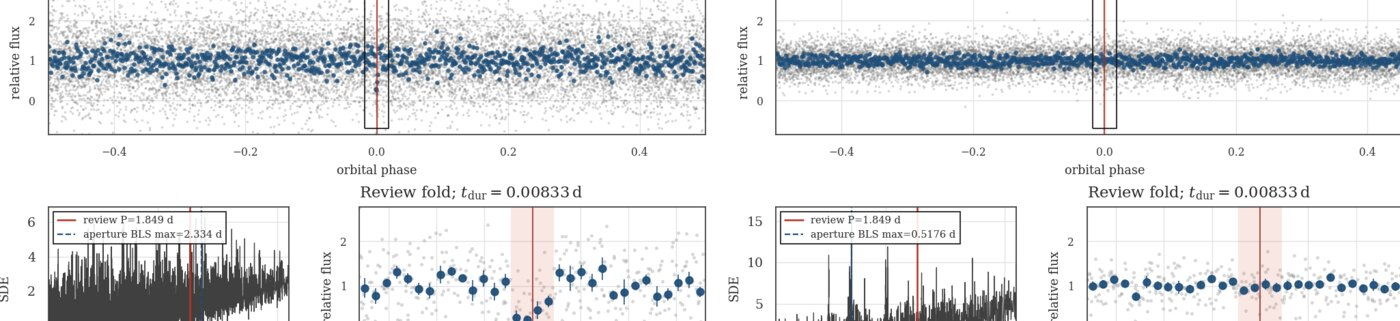 2
1
0
relative flux
−0.4
−0.2
0.0
0.2
0.4
orbital phase
2
1
0
relative flux
−0.4
−0.2
0.0
0.2
0.4
orbital phase
Review fold; t_dur = 0.00833 d
Review fold; t_dur = 0.00833 d
6
4
2
SDE
review P=1.849 d
aperture BLS max=2.334 d
2
1
relative flux
15
10
5
SDE
review P=1.849 d
aperture BLS max=0.5176 d
2
1
relative flux